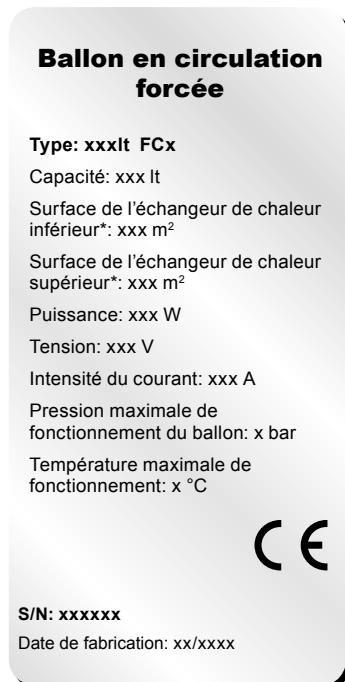 Ballon en circulation
forcée
Type: xxxlt FCx
Capacité: xxx lt
Surface de l’échangeur de chaleur
inférieur*: xxx m²
Surface de l’échangeur de chaleur
supérieur*: xxx m²
Puissance: xxx W
Tension: xxx V
Intensité du courant: xxx A
Pression maximale de
fonctionnement du ballon: x bar
Température maximale de
fonctionnement: x °C
CE
S/N: xxxxxx
Date de fabrication: xx/xxxx